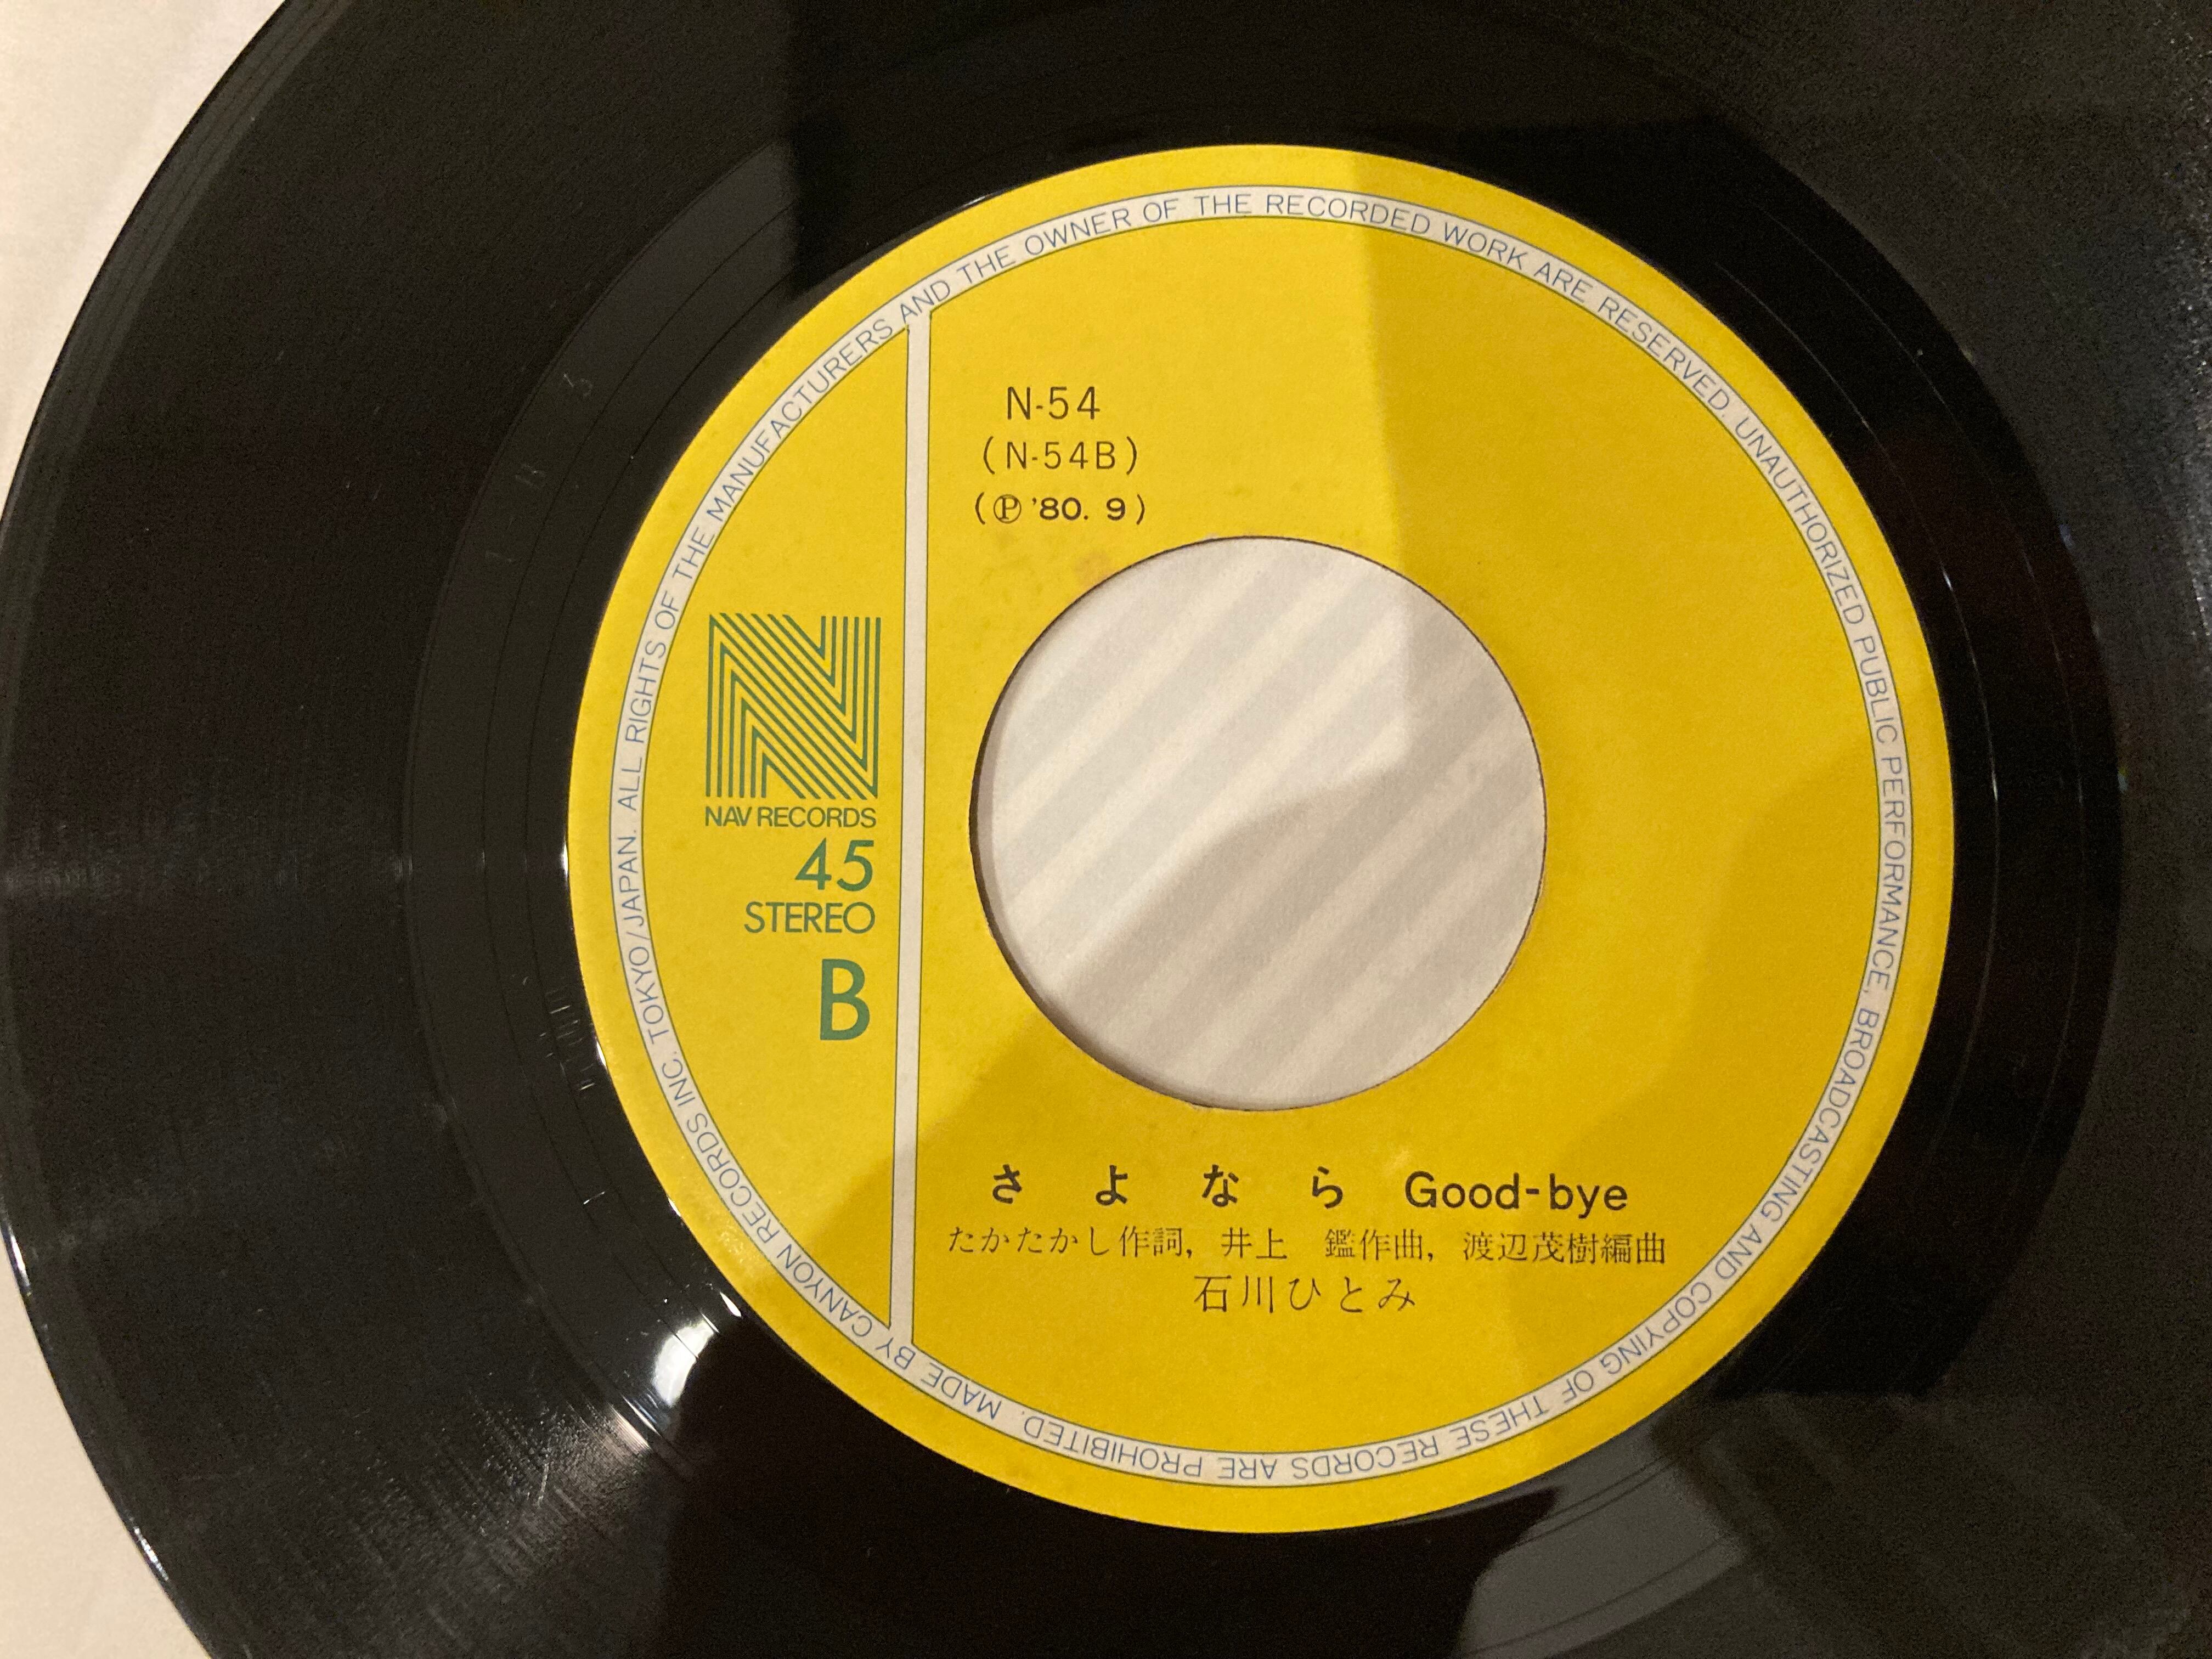 N-54
(N-54B)
(Ⓟ '80. 9)
NAV RECORDS
45
STEREO
B
さよなら Good-bye
たかたかし作詞, 井上 鑑作曲, 渡辺茂樹編曲
石川ひとみ
MADE BY CANYON RECORDS INC. TOKYO/JAPAN. ALL RIGHTS OF THE MANUFACTURERS AND THE OWNER OF THE RECORDED WORK ARE RESERVED. UNAUTHORIZED PUBLIC PERFORMANCE, BROADCASTING AND COPYING OF THESE RECORDS ARE PROHIBITED.